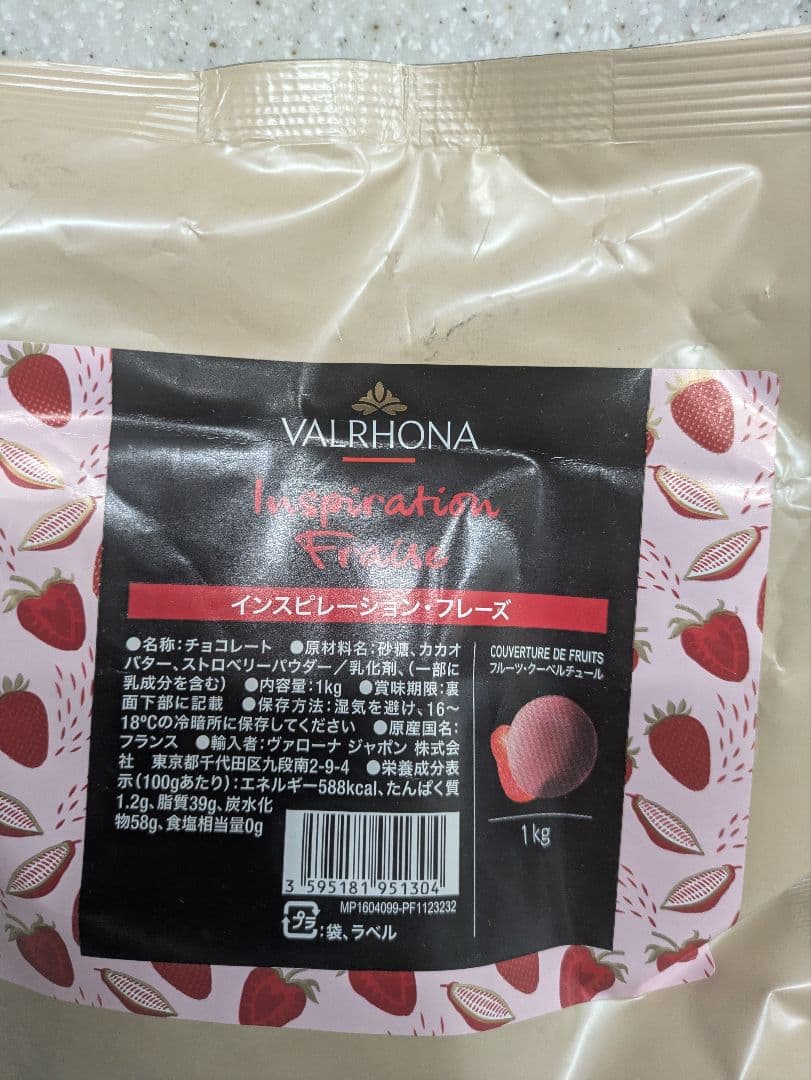 VALRHONA
Inspiration
Fraise
インスピレーション・フレーズ
●名称：チョコレート ●原材料名：砂糖、カカオ
バター、ストロベリーパウダー／乳化剤、（一部に
乳成分を含む） ●内容量：1kg ●賞味期限：裏
面下部に記載 ●保存方法：湿気を避け、16〜
18℃の冷暗所に保存してください ●原産国名：
フランス ●輸入者：ヴァローナ ジャポン 株式会
社 東京都千代田区九段南2-9-4 ●栄養成分表
示（100gあたり）：エネルギー588kcal、たんぱく質
1.2g、脂質39g、炭水化
物58g、食塩相当量0g
3 595181 951304
MP1604099-PF1123232
プラ：袋、ラベル
COUVERTURE DE FRUITS
フルーツ・クーベルチュール
1kg